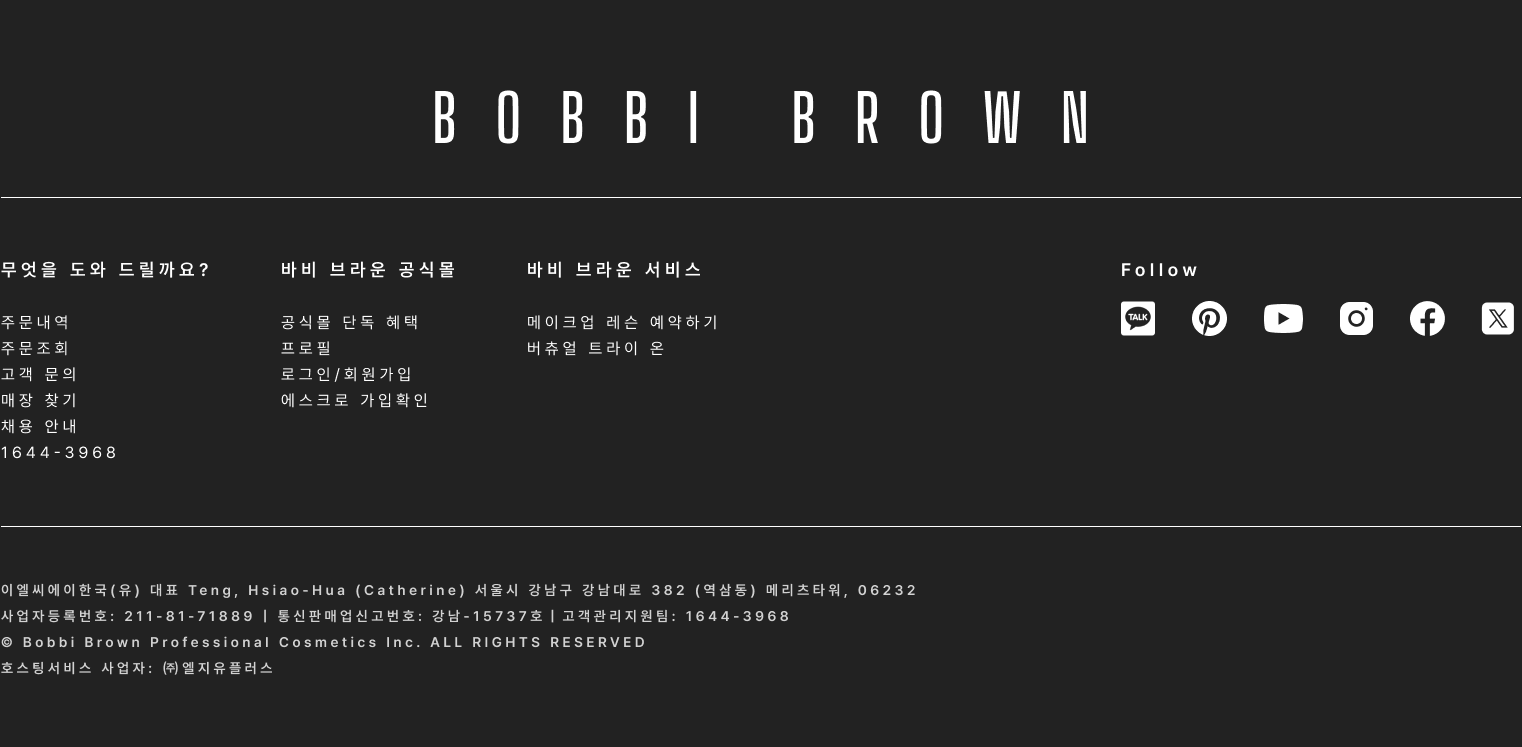 BOBBI BROWN
무엇을 도와 드릴까요?
주문내역
주문조회
고객 문의
매장 찾기
채용 안내
1644-3968
바비 브라운 공식몰
공식몰 단독 혜택
프로필
로그인/회원가입
에스크로 가입확인
바비 브라운 서비스
메이크업 레슨 예약하기
버츄얼 트라이 온
Follow
TALK
이엘씨에이한국(유) 대표 Teng, Hsiao-Hua (Catherine) 서울시 강남구 강남대로 382 (역삼동) 메리츠타워, 06232
사업자등록번호: 211-81-71889 | 통신판매업신고번호: 강남-15737호 | 고객관리지원팀: 1644-3968
© Bobbi Brown Professional Cosmetics Inc. ALL RIGHTS RESERVED
호스팅서비스 사업자: ㈜엘지유플러스